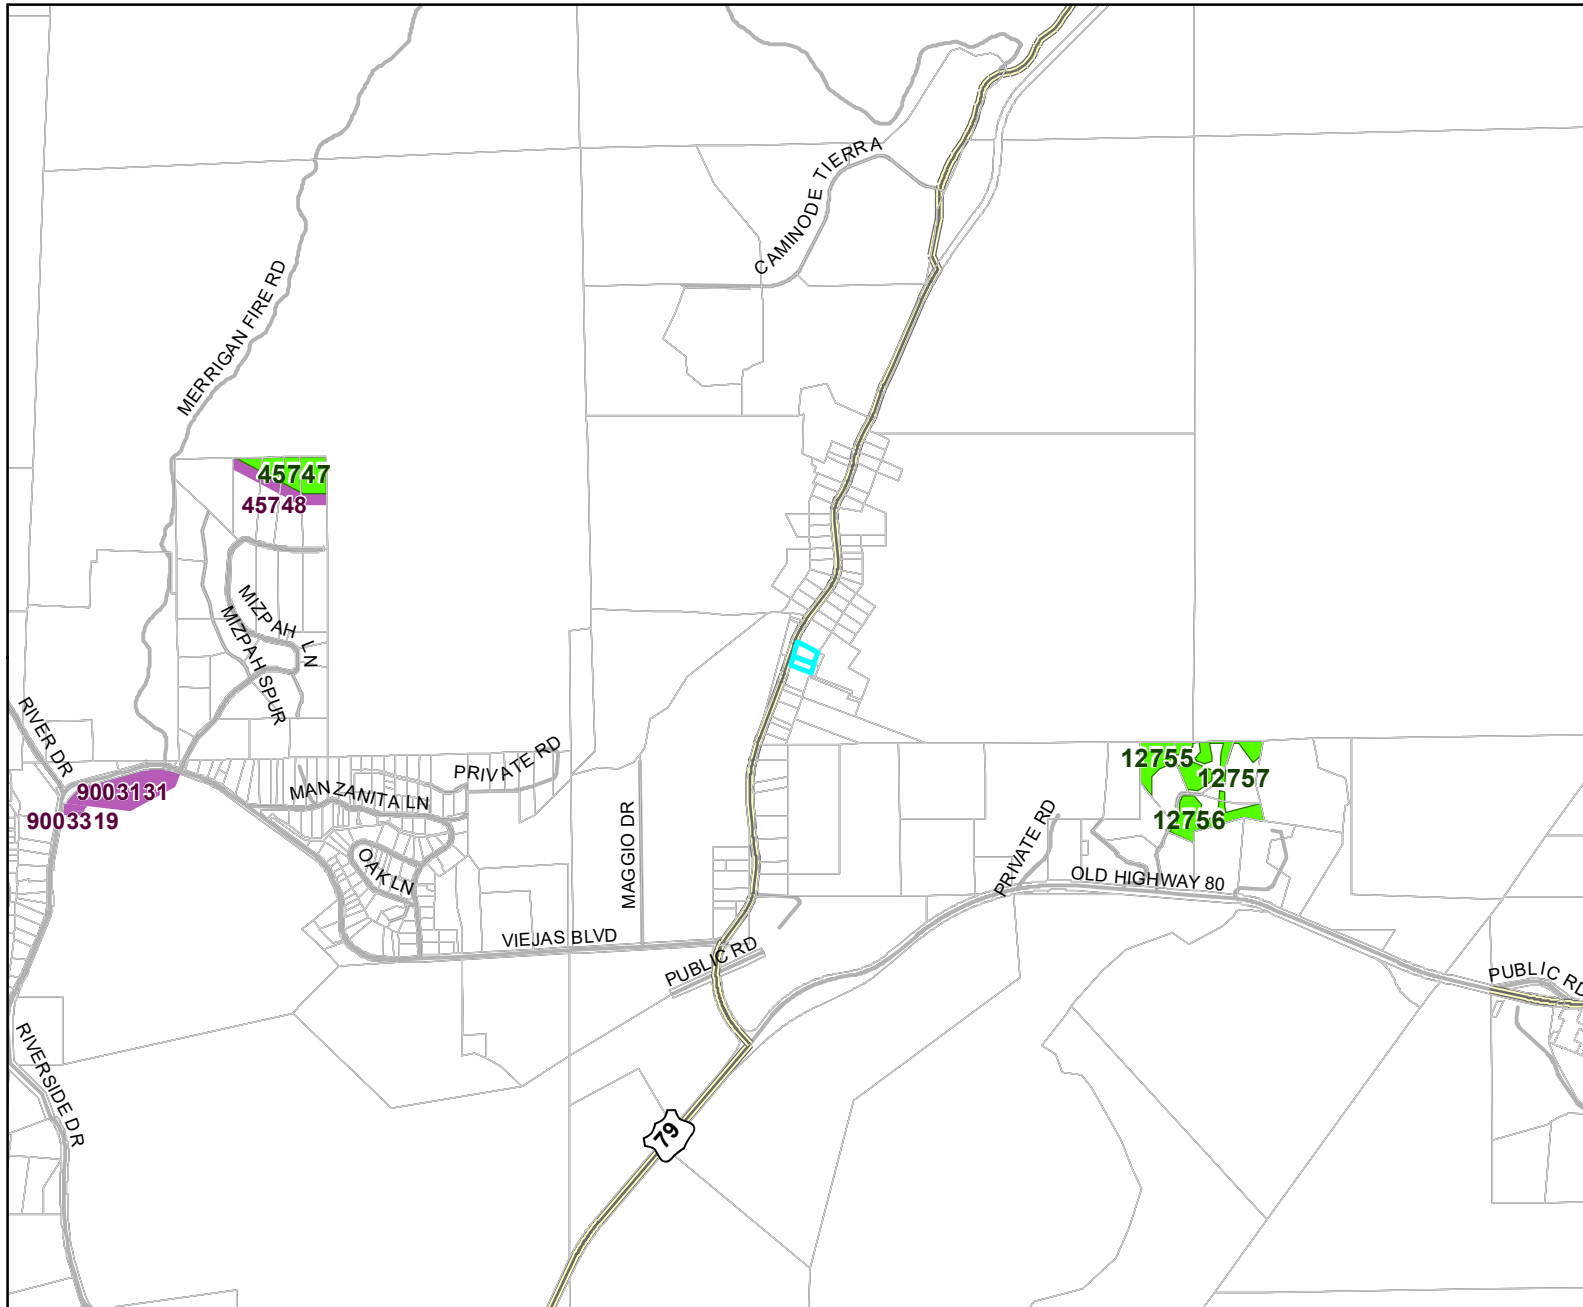 CAMINODE TIERRA
MERRIGAN FIRE RD
45747
45748
MIZPAH LN
MIZPAH SPUR
RIVER DR
PRIVATE RD
12755
12757
9003131
MANZANITA LN
9003319
12756
MAGGIO DR
PRIVATE RD
OAK LN
OLD HIGHWAY 80
VIEJAS BLVD
PUBLIC RD
PUBLIC RD
RIVERSIDE DR
79